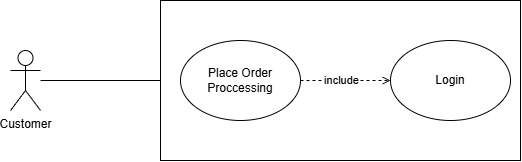 Place Order
Proccessing
include
Login
Customer